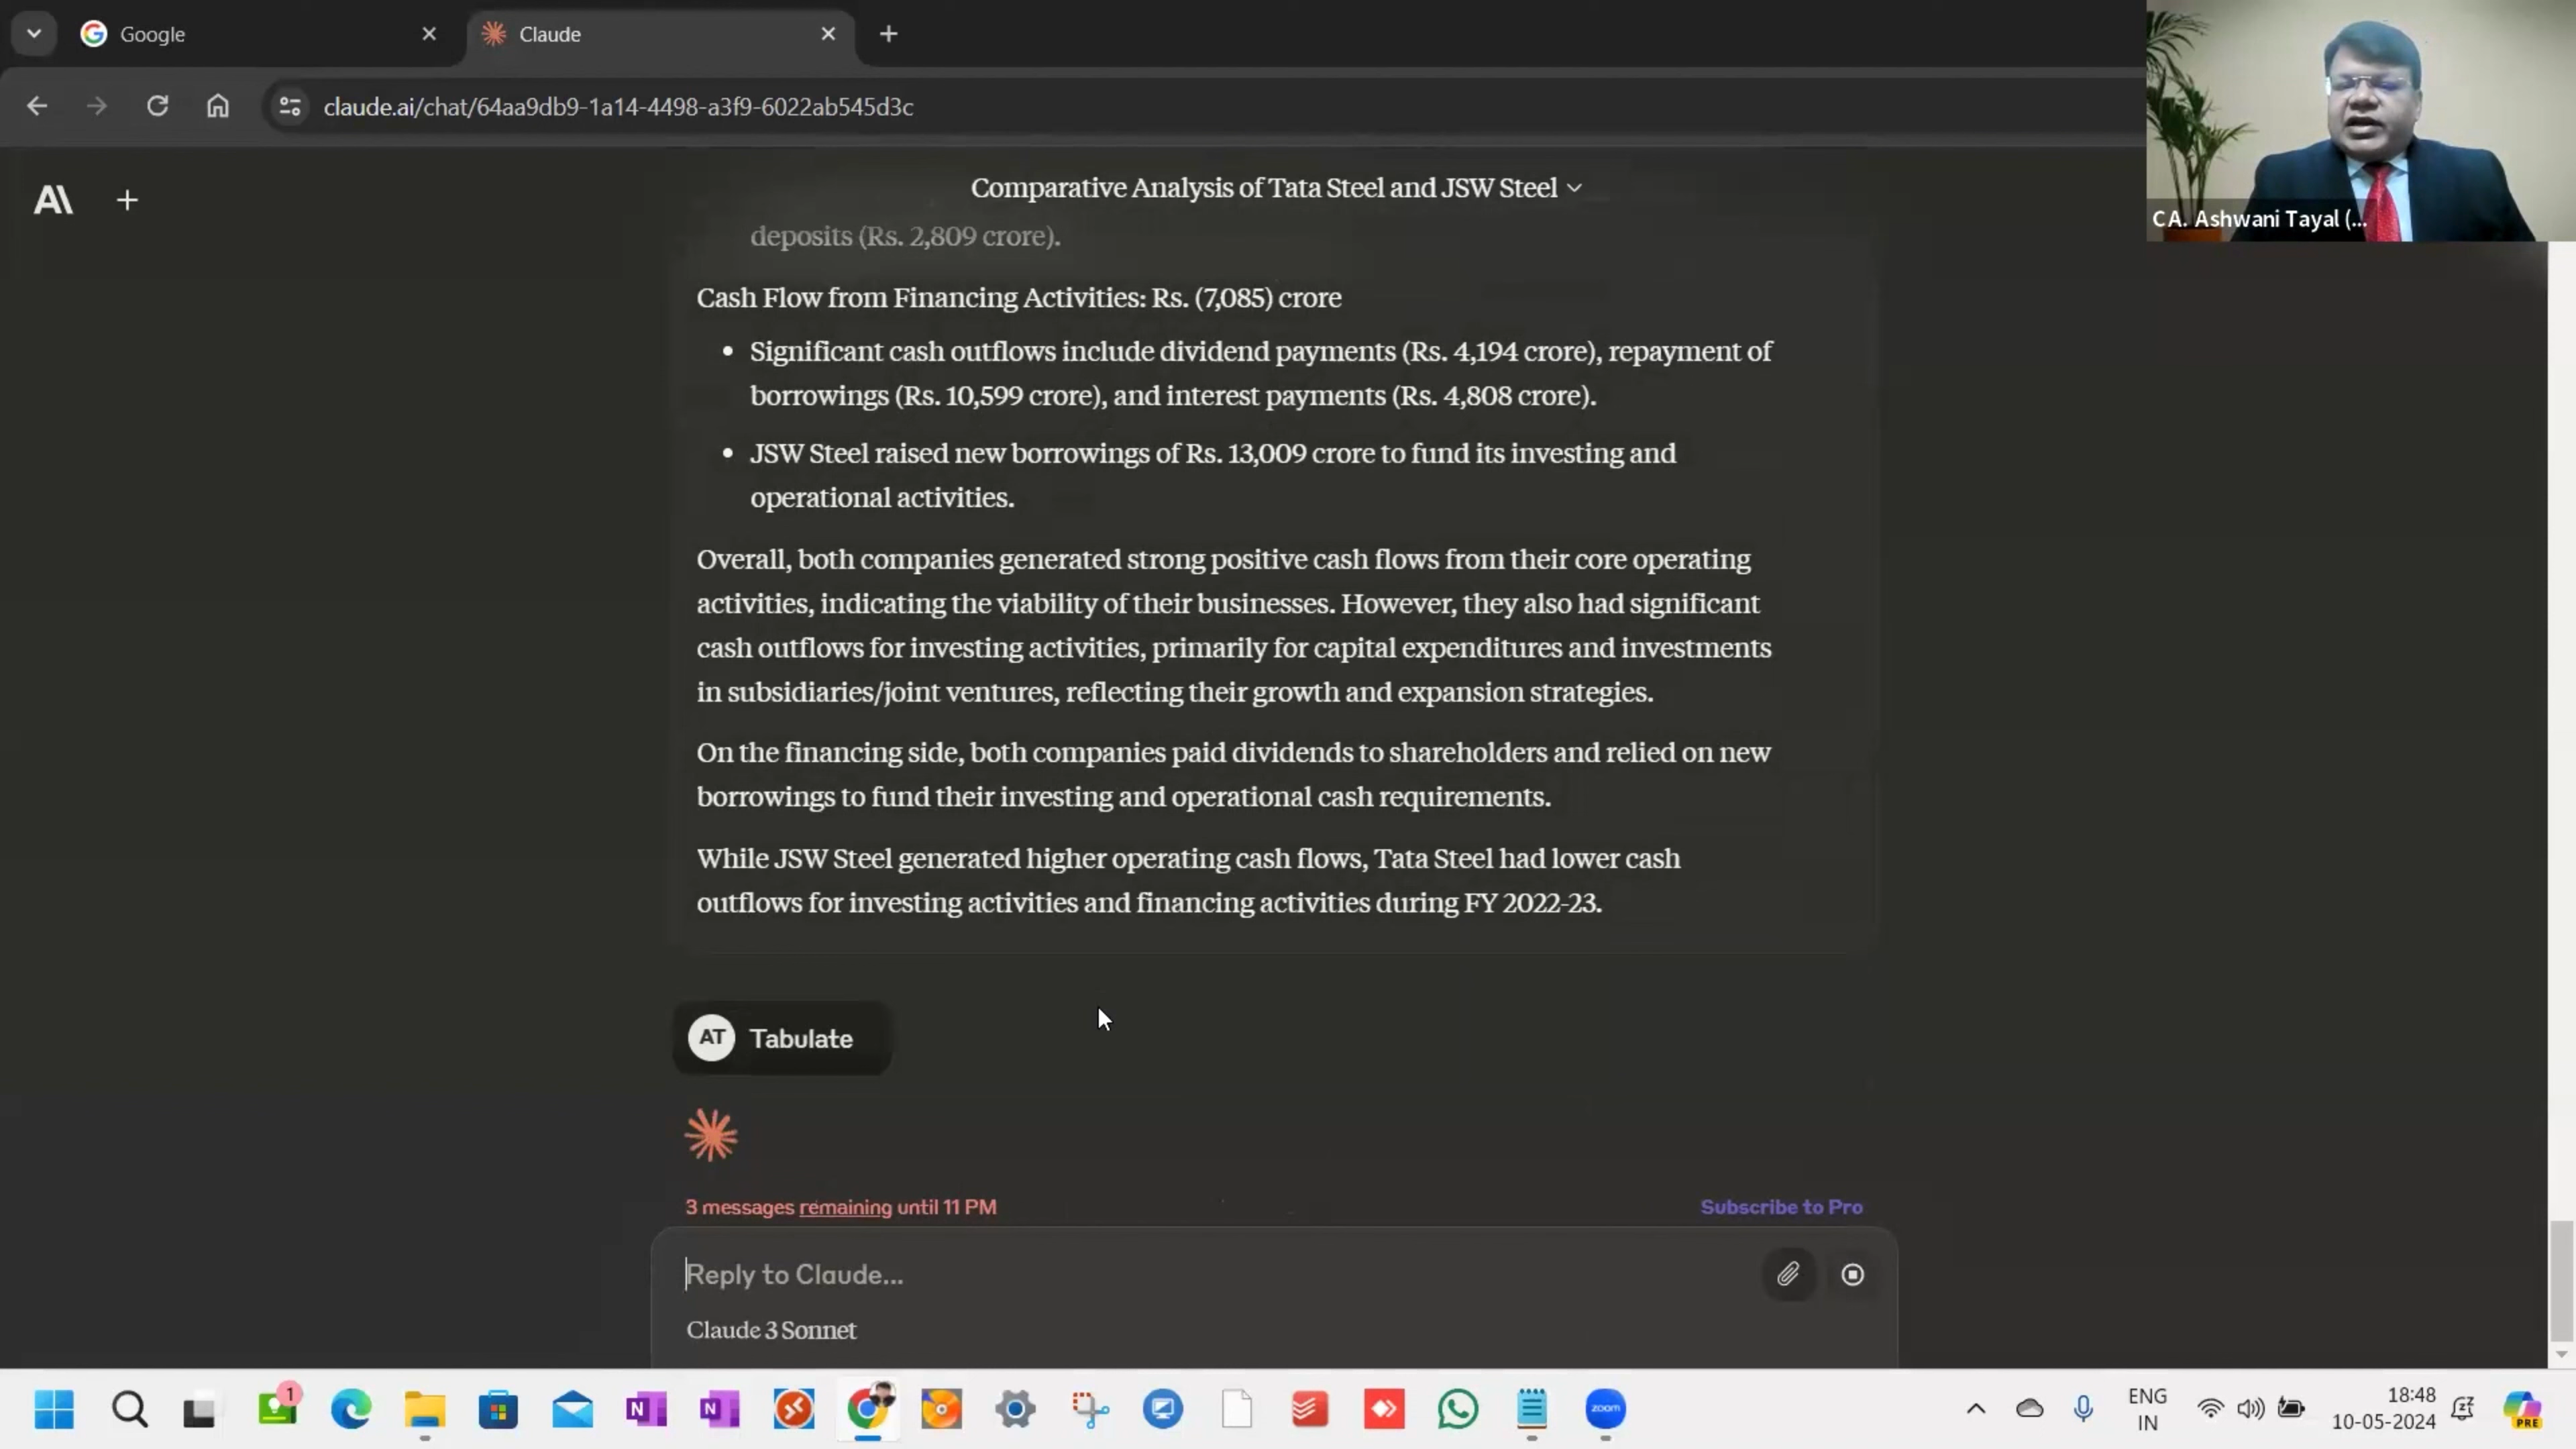 Google
Claude
claude.ai/chat/64aa9db9-1a14-4498-a3f9-6022ab545d3c
CA. Ashwani Tayal (...
A\
Comparative Analysis of Tata Steel and JSW Steel
deposits (Rs. 2,809 crore).
Cash Flow from Financing Activities: Rs. (7,085) crore
• Significant cash outflows include dividend payments (Rs. 4,194 crore), repayment of
borrowings (Rs. 10,599 crore), and interest payments (Rs. 4,808 crore).
• JSW Steel raised new borrowings of Rs. 13,009 crore to fund its investing and
operational activities.
Overall, both companies generated strong positive cash flows from their core operating
activities, indicating the viability of their businesses. However, they also had significant
cash outflows for investing activities, primarily for capital expenditures and investments
in subsidiaries/joint ventures, reflecting their growth and expansion strategies.
On the financing side, both companies paid dividends to shareholders and relied on new
borrowings to fund their investing and operational cash requirements.
While JSW Steel generated higher operating cash flows, Tata Steel had lower cash
outflows for investing activities and financing activities during FY 2022-23.
AT Tabulate
3 messages remaining until 11 PM
Subscribe to Pro
Reply to Claude...
Claude 3 Sonnet
1
N
N
zoom
ENG
IN
18:48
10-05-2024
PRE